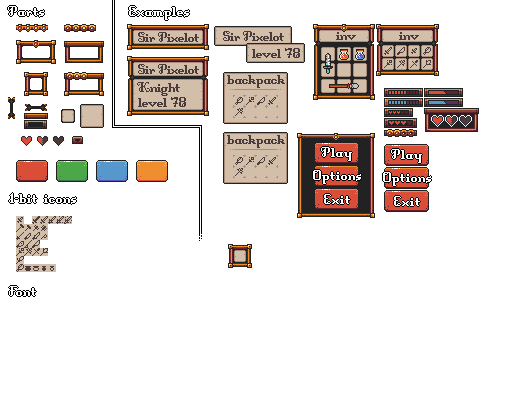 Parts
Examples
Sir Pixelot
Sir Pixelot
level 78
inv
inv
Sir Pixelot
Knight
level 78
backpack
backpack
Play
Options
Exit
Play
Options
Exit
1-bit icons
Font